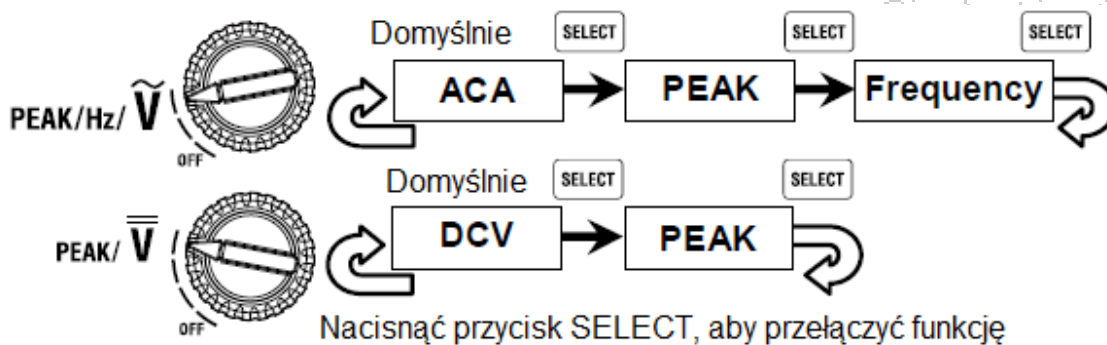 Domyślnie SELECT SELECT SELECT
PEAK/Hz/ V ACA PEAK Frequency
OFF
Domyślnie SELECT SELECT
PEAK/ V DCV PEAK
OFF
Nacisnąć przycisk SELECT, aby przełączyć funkcję